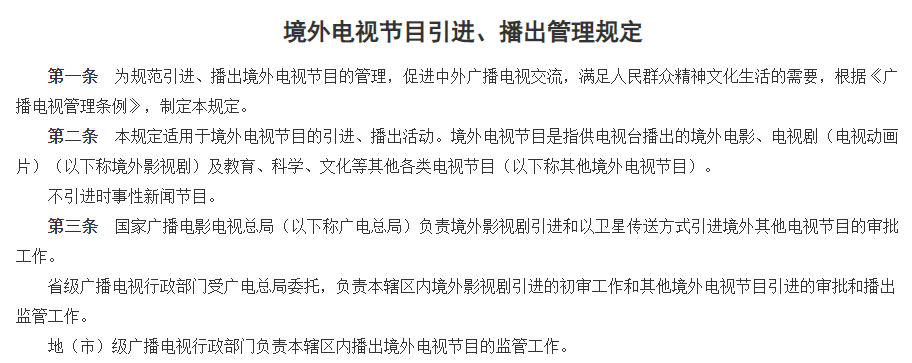 境外电视节目引进、播出管理规定
第一条　为规范引进、播出境外电视节目的管理，促进中外广播电视交流，满足人民群众精神文化生活的需要，根据《广
播电视管理条例》，制定本规定。
第二条　本规定适用于境外电视节目的引进、播出活动。境外电视节目是指供电视台播出的境外电影、电视剧（电视动画
片）（以下称境外影视剧）及教育、科学、文化等其他各类电视节目（以下称其他境外电视节目）。
不引进时事性新闻节目。
第三条　国家广播电影电视总局（以下称广电总局）负责境外影视剧引进和以卫星传送方式引进境外其他电视节目的审批
工作。
省级广播电视行政部门受广电总局委托，负责本辖区内境外影视剧引进的初审工作和其他境外电视节目引进的审批和播出
监管工作。
地（市）级广播电视行政部门负责本辖区内播出境外电视节目的监管工作。